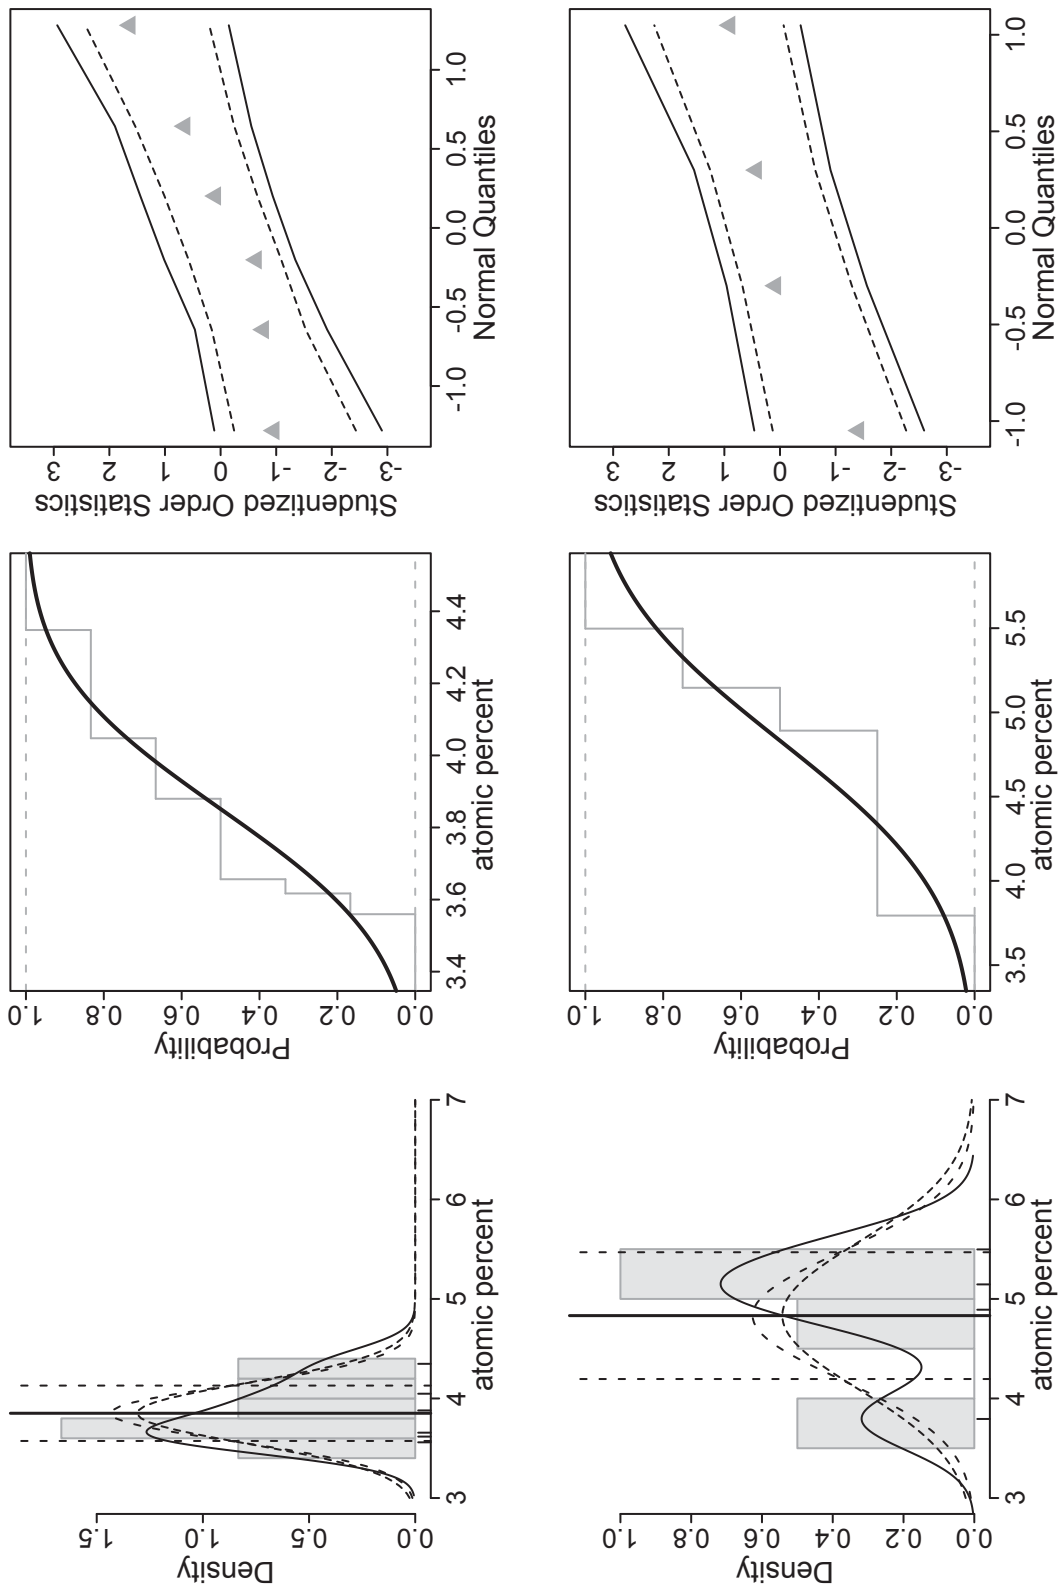 Density
0.0 0.5 1.0 1.5
3 4 5 6 7
atomic percent
Probability
0.0 0.2 0.4 0.6 0.8 1.0
3.4 3.6 3.8 4.0 4.2 4.4
atomic percent
Studentized Order Statistics
-3 -2 -1 0 1 2 3
-1.0 -0.5 0.0 0.5 1.0
Normal Quantiles
Density
0.0 0.2 0.4 0.6 0.8 1.0
3 4 5 6 7
atomic percent
Probability
0.0 0.2 0.4 0.6 0.8 1.0
3.5 4.0 4.5 5.0 5.5
atomic percent
Studentized Order Statistics
-3 -2 -1 0 1 2 3
-1.0 -0.5 0.0 0.5 1.0
Normal Quantiles